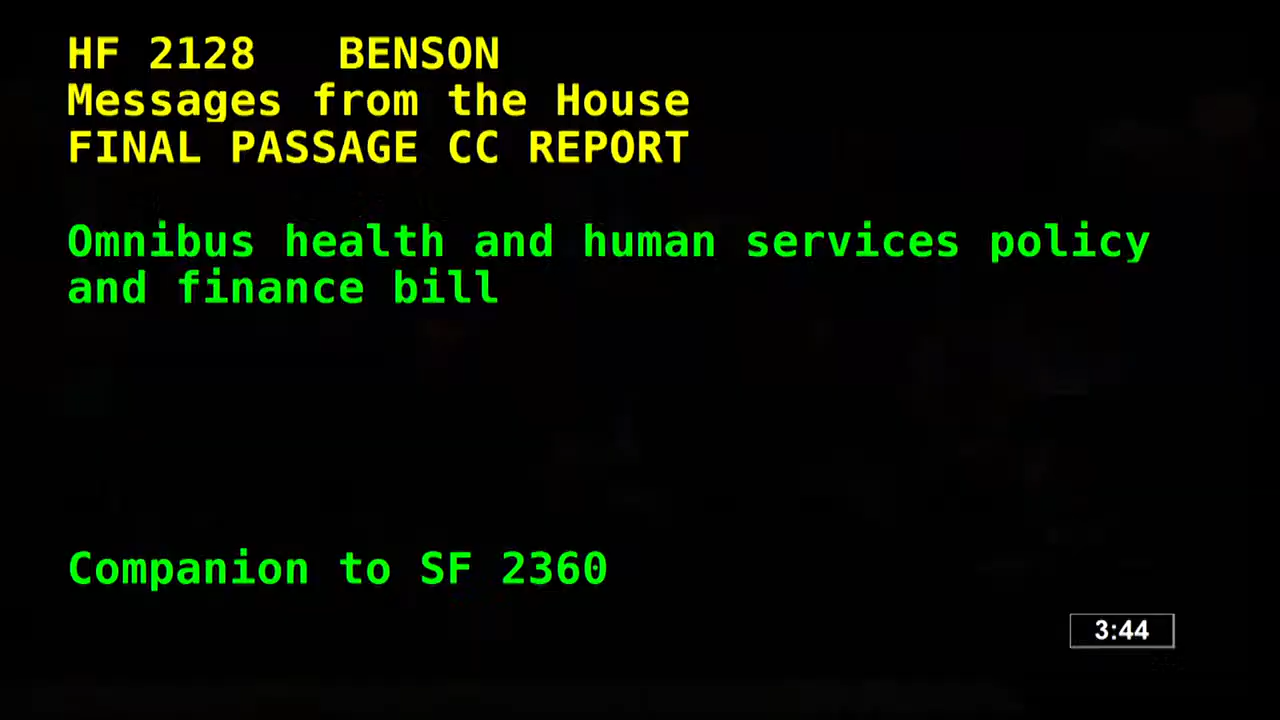 HF 2128   BENSON
Messages from the House
FINAL PASSAGE CC REPORT
Omnibus health and human services policy
and finance bill
Companion to SF 2360
3:44